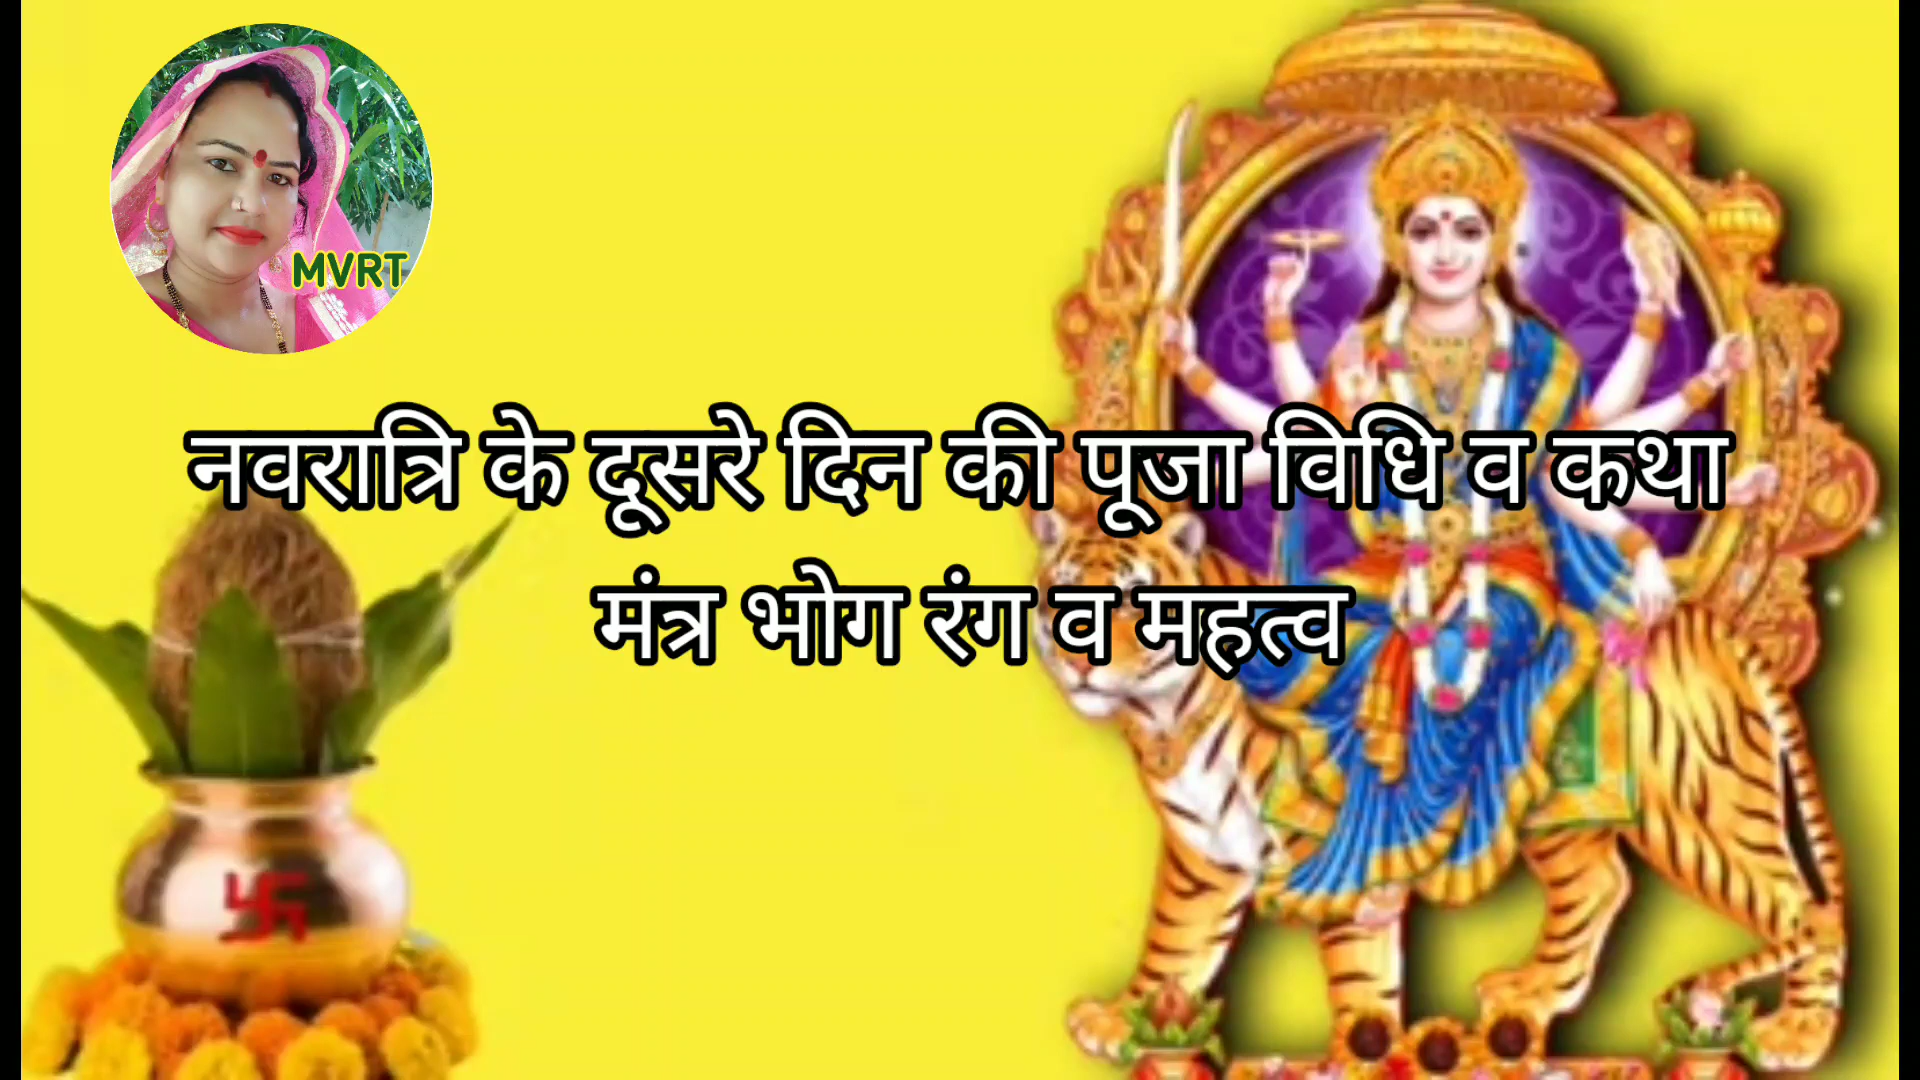 MVRT
नवरात्रि के दूसरे दिन की पूजा विधि व कथा
मंत्र भोग रंग व महत्व